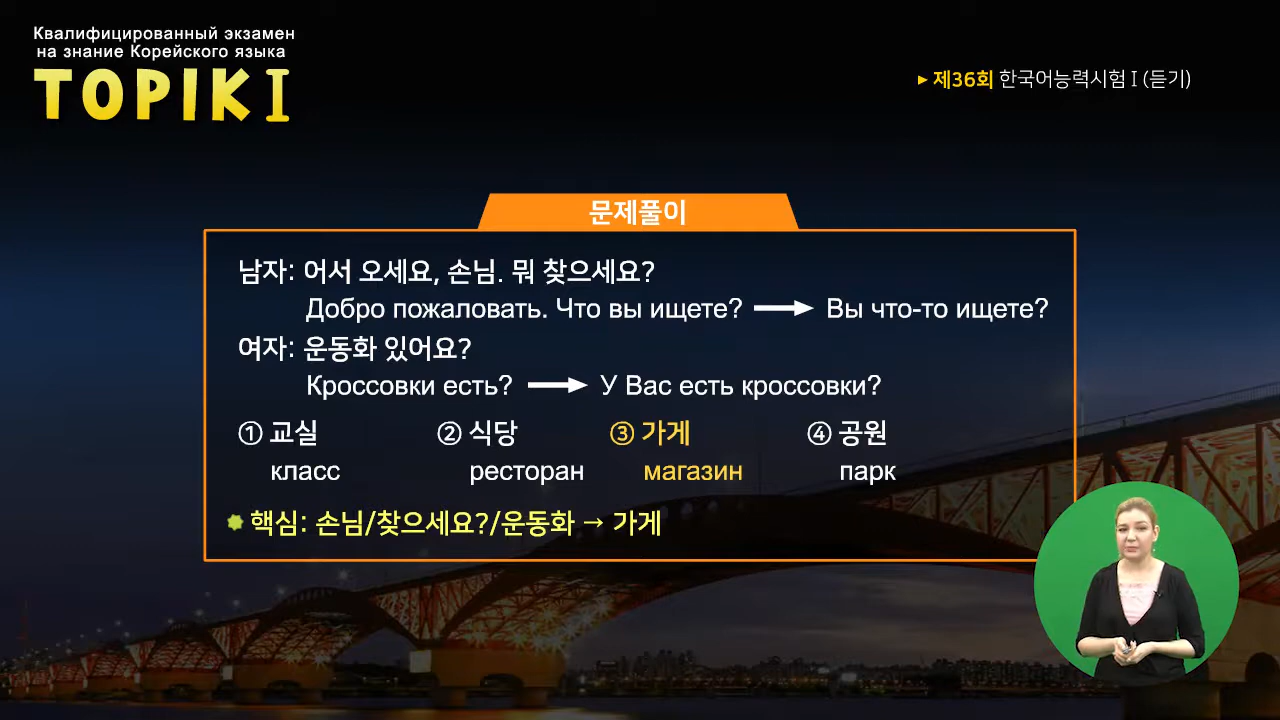 Квалифицированный экзамен
на знание Корейского языка
TOPIK I
▸ 제36회 한국어능력시험 I (듣기)
문제풀이
남자: 어서 오세요, 손님. 뭐 찾으세요?
Добро пожаловать. Что вы ищете? → Вы что-то ищете?
여자: 운동화 있어요?
Кроссовки есть? → У Вас есть кроссовки?
① 교실 ② 식당 ③ 가게 ④ 공원
класс ресторан магазин парк
핵심: 손님/찾으세요?/운동화 → 가게